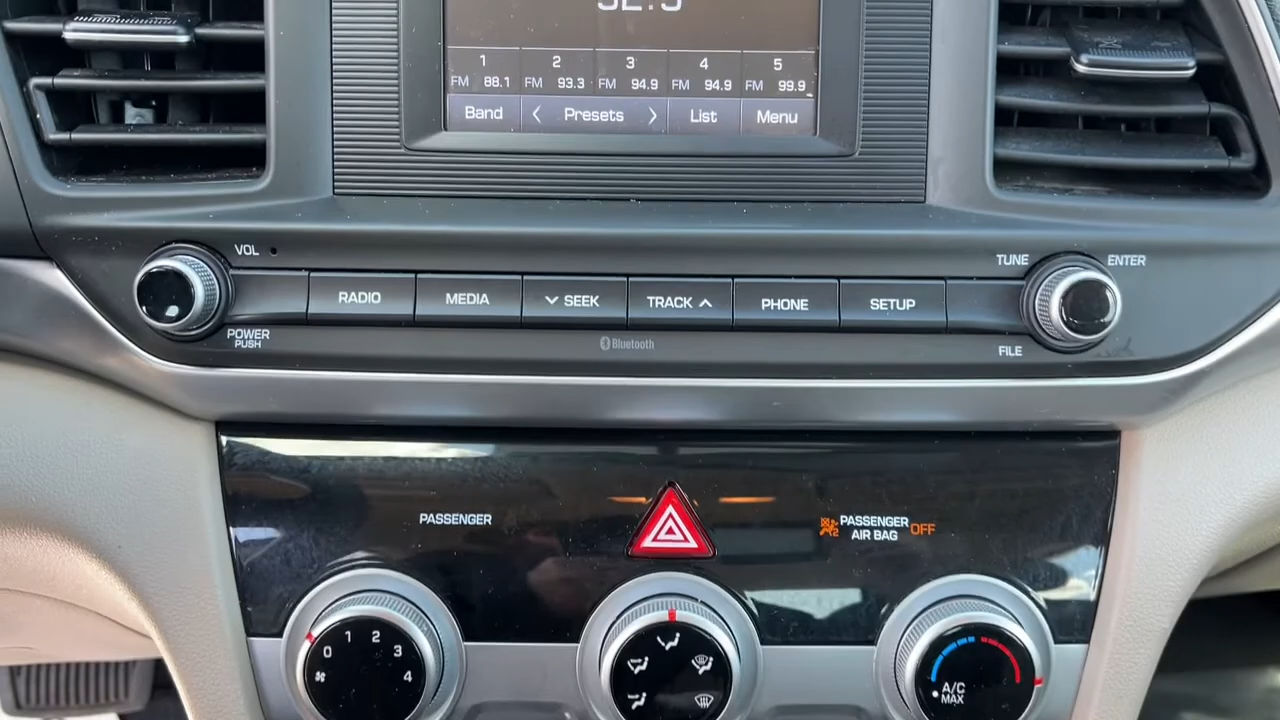 1 2 3 4 5
FM 88.1 FM 93.3 FM 94.9 FM 94.9 FM 99.9
Band < Presets > List Menu
VOL
TUNE ENTER
RADIO MEDIA SEEK TRACK PHONE SETUP
POWER
PUSH
Bluetooth
FILE
PASSENGER
PASSENGER
AIR BAG OFF
0 1 2 3 4
A/C
MAX